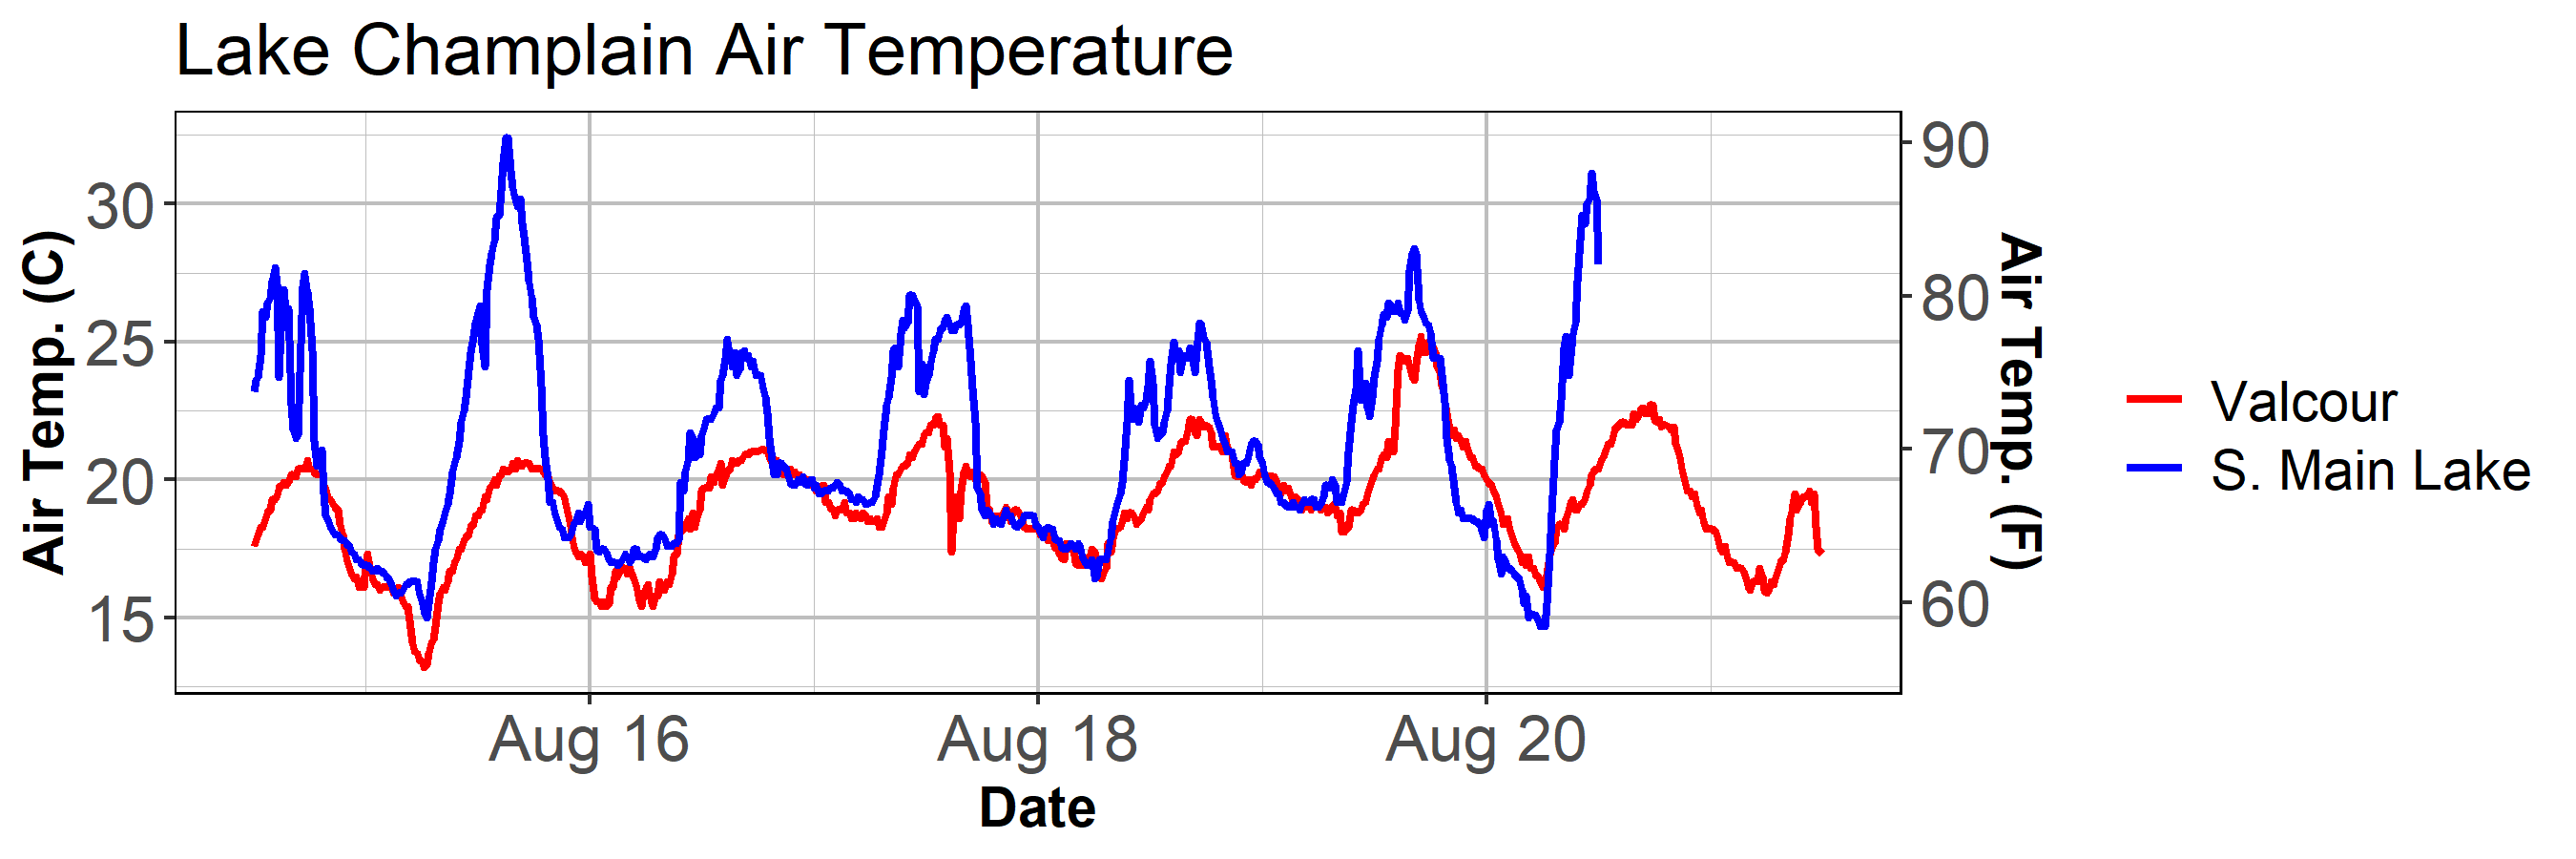 Lake Champlain Air Temperature
Air Temp. (C)
30
25
20
15
90
80
70
60
Air Temp. (F)
Aug 16
Aug 18
Aug 20
Date
Valcour
S. Main Lake